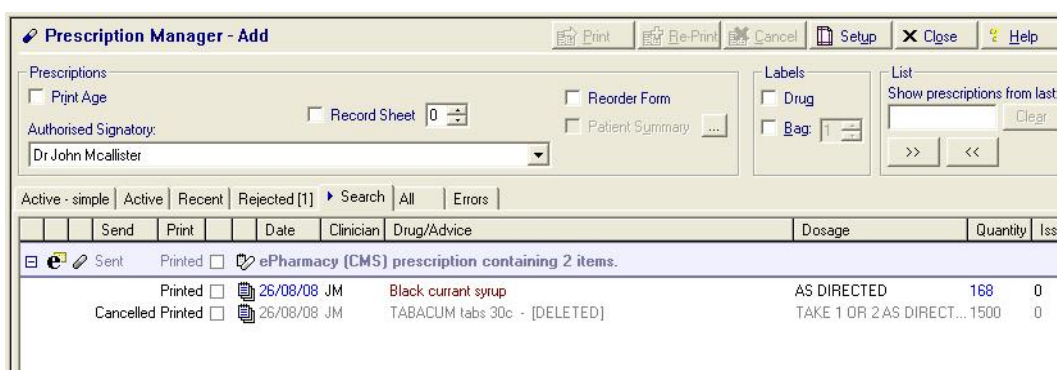 Prescription Manager - Add Print Re-Print Cancel Setup Close Help
Prescriptions Labels List
Print Age Record Sheet 0 Reorder Form Drug Show prescriptions from last
Authorised Signatory: Patient Summary ... Bag: 1 Clear
Dr John Mcallister >> <<
Active - simple Active Recent Rejected [1] Search All Errors
Send Print Date Clinician Drug/Advice Dosage Quantity Iss
Sent Printed ePharmacy (CMS) prescription containing 2 items.
Printed 26/08/08 JM Black currant syrup AS DIRECTED 168 0
Cancelled Printed 26/08/08 JM TABACUM tabs 30c - [DELETED] TAKE 1 OR 2 AS DIRECT... 1500 0